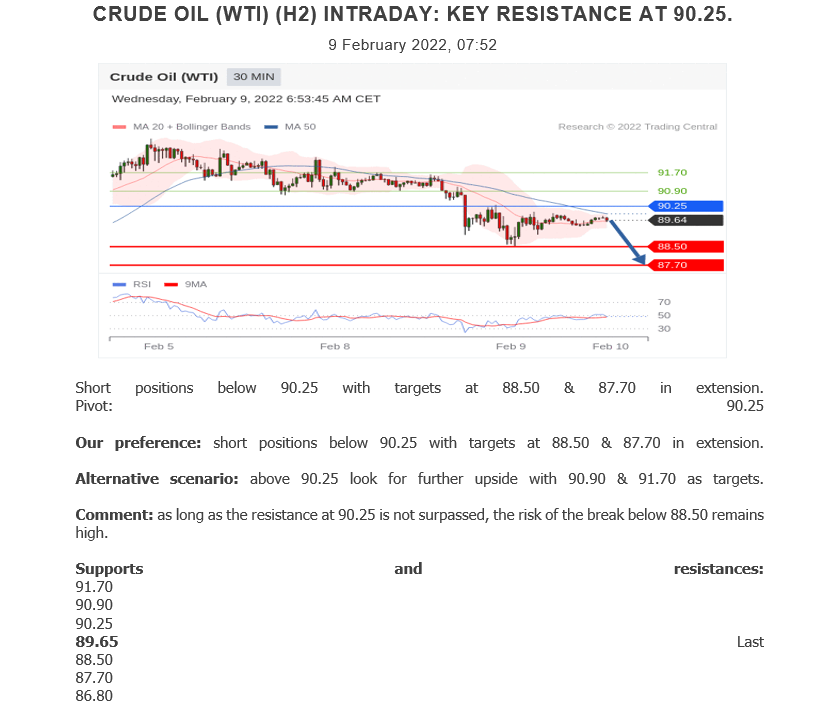 CRUDE OIL (WTI) (H2) INTRADAY: KEY RESISTANCE AT 90.25.
9 February 2022, 07:52
Crude Oil (WTI) 30 MIN
Wednesday, February 9, 2022 6:53:45 AM CET
MA 20 + Bollinger Bands MA 50 Research © 2022 Trading Central
91.70
90.90
90.25
89.64
88.50
87.70
RSI 9MA
70
50
30
Feb 5 Feb 8 Feb 9 Feb 10
Short positions below 90.25 with targets at 88.50 & 87.70 in extension.
Pivot: 90.25
Our preference: short positions below 90.25 with targets at 88.50 & 87.70 in extension.
Alternative scenario: above 90.25 look for further upside with 90.90 & 91.70 as targets.
Comment: as long as the resistance at 90.25 is not surpassed, the risk of the break below 88.50 remains
high.
Supports and resistances:
91.70
90.90
90.25
89.65 Last
88.50
87.70
86.80